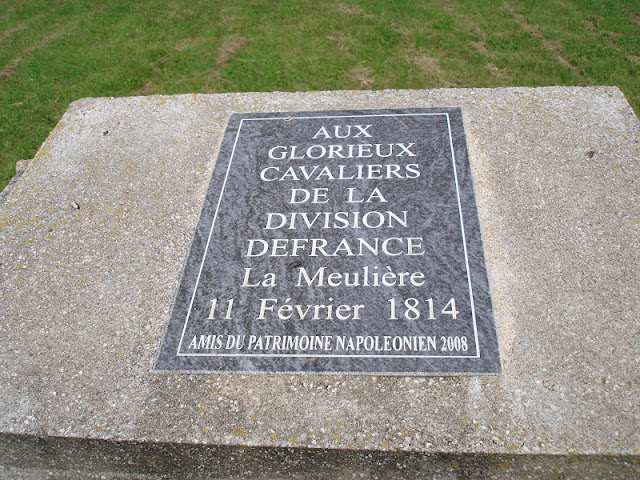 AUX
GLORIEUX
CAVALIERS
DE LA
DIVISION
DEFRANCE
La Meulière
11 Février 1814
AMIS DU PATRIMOINE NAPOLEONIEN 2008